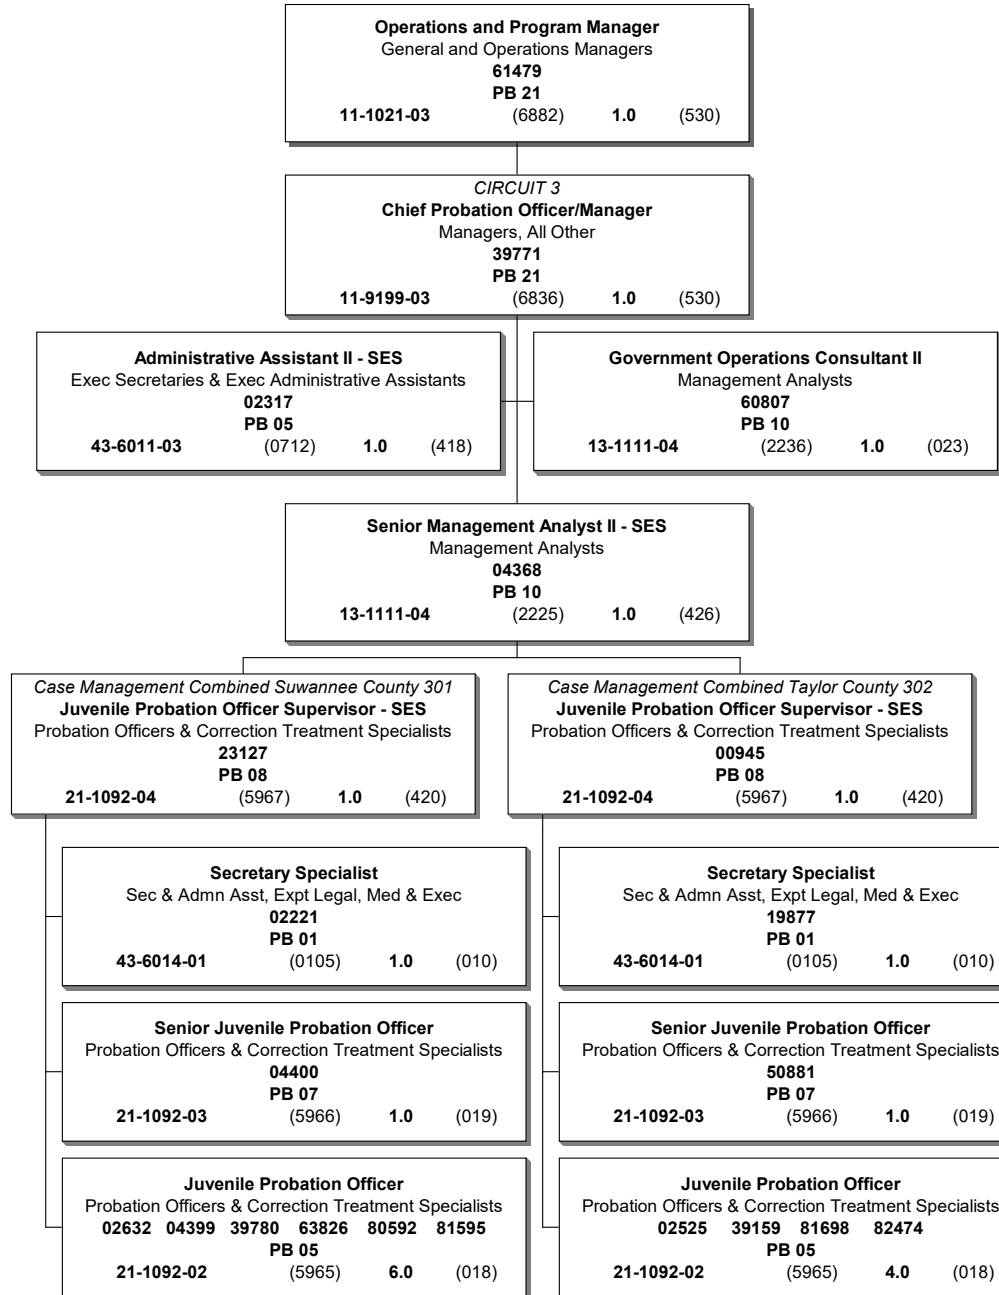 Operations and Program Manager
General and Operations Managers
61479
PB 21
11-1021-03 (6882) 1.0 (530)
CIRCUIT 3
Chief Probation Officer/Manager
Managers, All Other
39771
PB 21
11-9199-03 (6836) 1.0 (530)
Administrative Assistant II - SES
Exec Secretaries & Exec Administrative Assistants
02317
PB 05
43-6011-03 (0712) 1.0 (418)
Government Operations Consultant II
Management Analysts
60807
PB 10
13-1111-04 (2236) 1.0 (023)
Senior Management Analyst II - SES
Management Analysts
04368
PB 10
13-1111-04 (2225) 1.0 (426)
Case Management Combined Suwannee County 301
Juvenile Probation Officer Supervisor - SES
Probation Officers & Correction Treatment Specialists
23127
PB 08
21-1092-04 (5967) 1.0 (420)
Secretary Specialist
Sec & Admn Asst, Expt Legal, Med & Exec
02221
PB 01
43-6014-01 (0105) 1.0 (010)
Senior Juvenile Probation Officer
Probation Officers & Correction Treatment Specialists
04400
PB 07
21-1092-03 (5966) 1.0 (019)
Juvenile Probation Officer
Probation Officers & Correction Treatment Specialists
02632 04399 39780 63826 80592 81595
PB 05
21-1092-02 (5965) 6.0 (018)
Case Management Combined Taylor County 302
Juvenile Probation Officer Supervisor - SES
Probation Officers & Correction Treatment Specialists
00945
PB 08
21-1092-04 (5967) 1.0 (420)
Secretary Specialist
Sec & Admn Asst, Expt Legal, Med & Exec
19877
PB 01
43-6014-01 (0105) 1.0 (010)
Senior Juvenile Probation Officer
Probation Officers & Correction Treatment Specialists
50881
PB 07
21-1092-03 (5966) 1.0 (019)
Juvenile Probation Officer
Probation Officers & Correction Treatment Specialists
02525 39159 81698 82474
PB 05
21-1092-02 (5965) 4.0 (018)